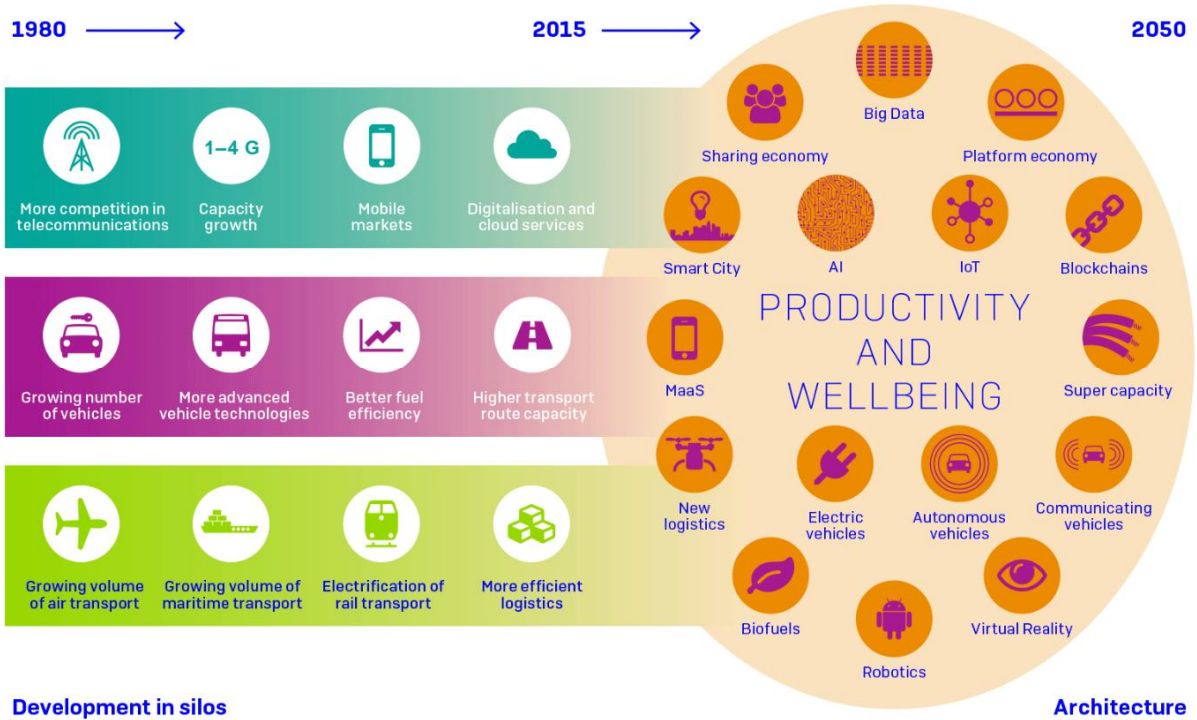 1980
2015
2050
More competition in
telecommunications
1–4 G
Capacity
growth
Mobile
markets
Digitalisation and
cloud services
Growing number
of vehicles
More advanced
vehicle technologies
Better fuel
efficiency
Higher transport
route capacity
Growing volume
of air transport
Growing volume of
maritime transport
Electrification of
rail transport
More efficient
logistics
Big Data
Sharing economy
Platform economy
Smart City
AI
IoT
Blockchains
PRODUCTIVITY
AND
WELLBEING
MaaS
Super capacity
New
logistics
Electric
vehicles
Autonomous
vehicles
Communicating
vehicles
Biofuels
Robotics
Virtual Reality
Development in silos
Architecture